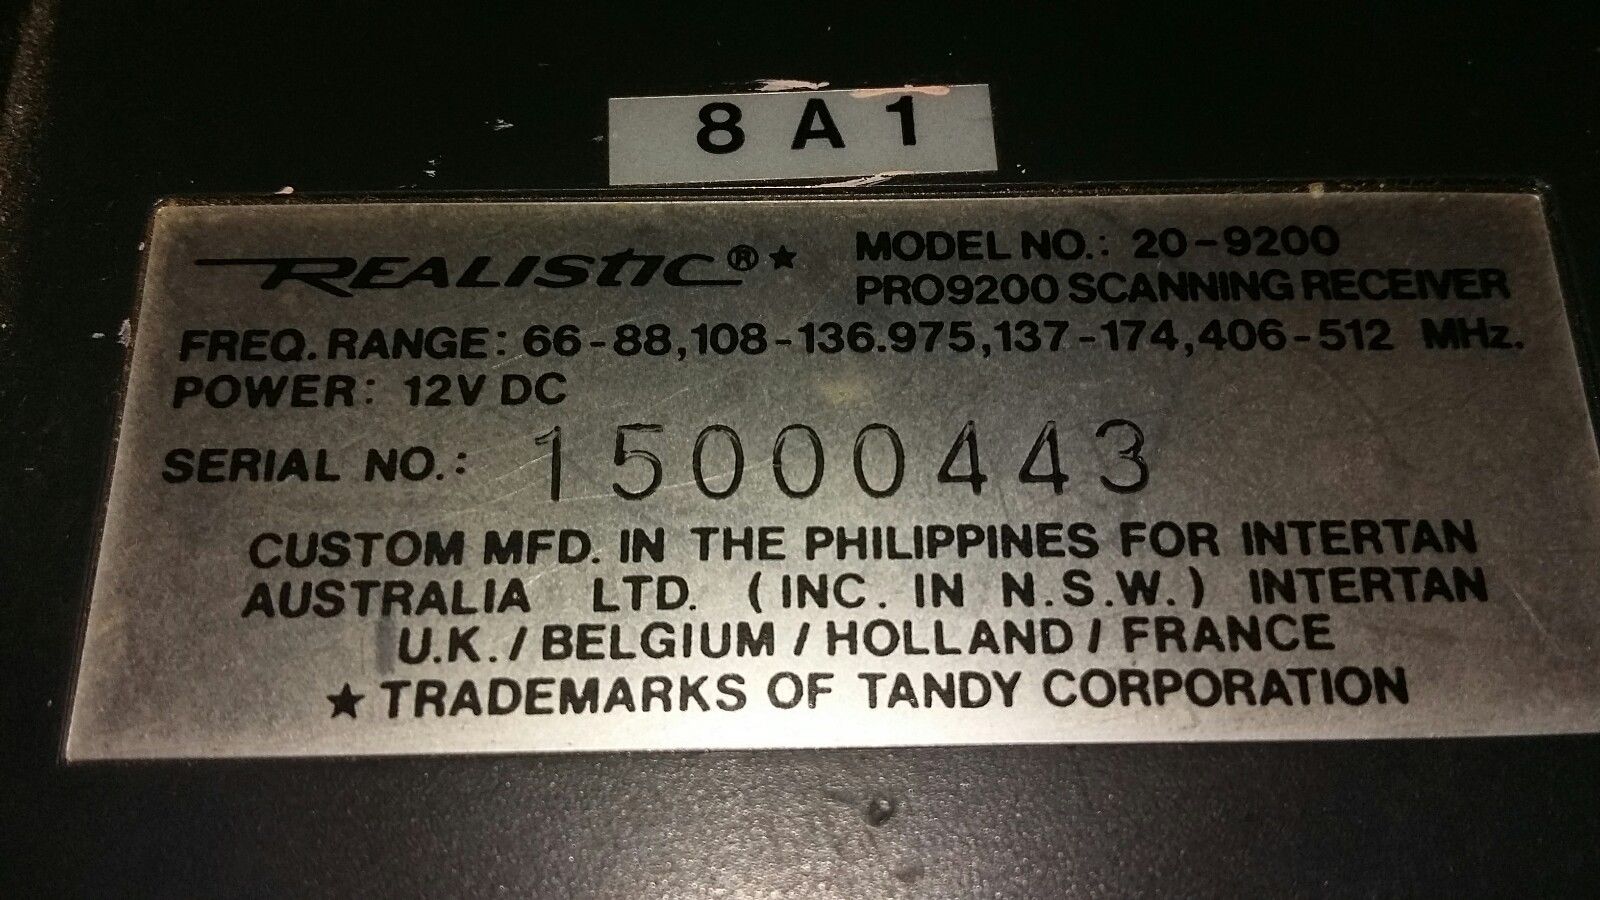 8 A 1
REALISTIC®★ MODEL NO.: 20-9200
PRO9200 SCANNING RECEIVER
FREQ. RANGE: 66-88,108-136.975,137-174,406-512 MHz.
POWER: 12V DC
SERIAL NO.: 15000443
CUSTOM MFD. IN THE PHILIPPINES FOR INTERTAN
AUSTRALIA LTD. (INC. IN N.S.W.) INTERTAN
U.K./BELGIUM/HOLLAND/FRANCE
★TRADEMARKS OF TANDY CORPORATION